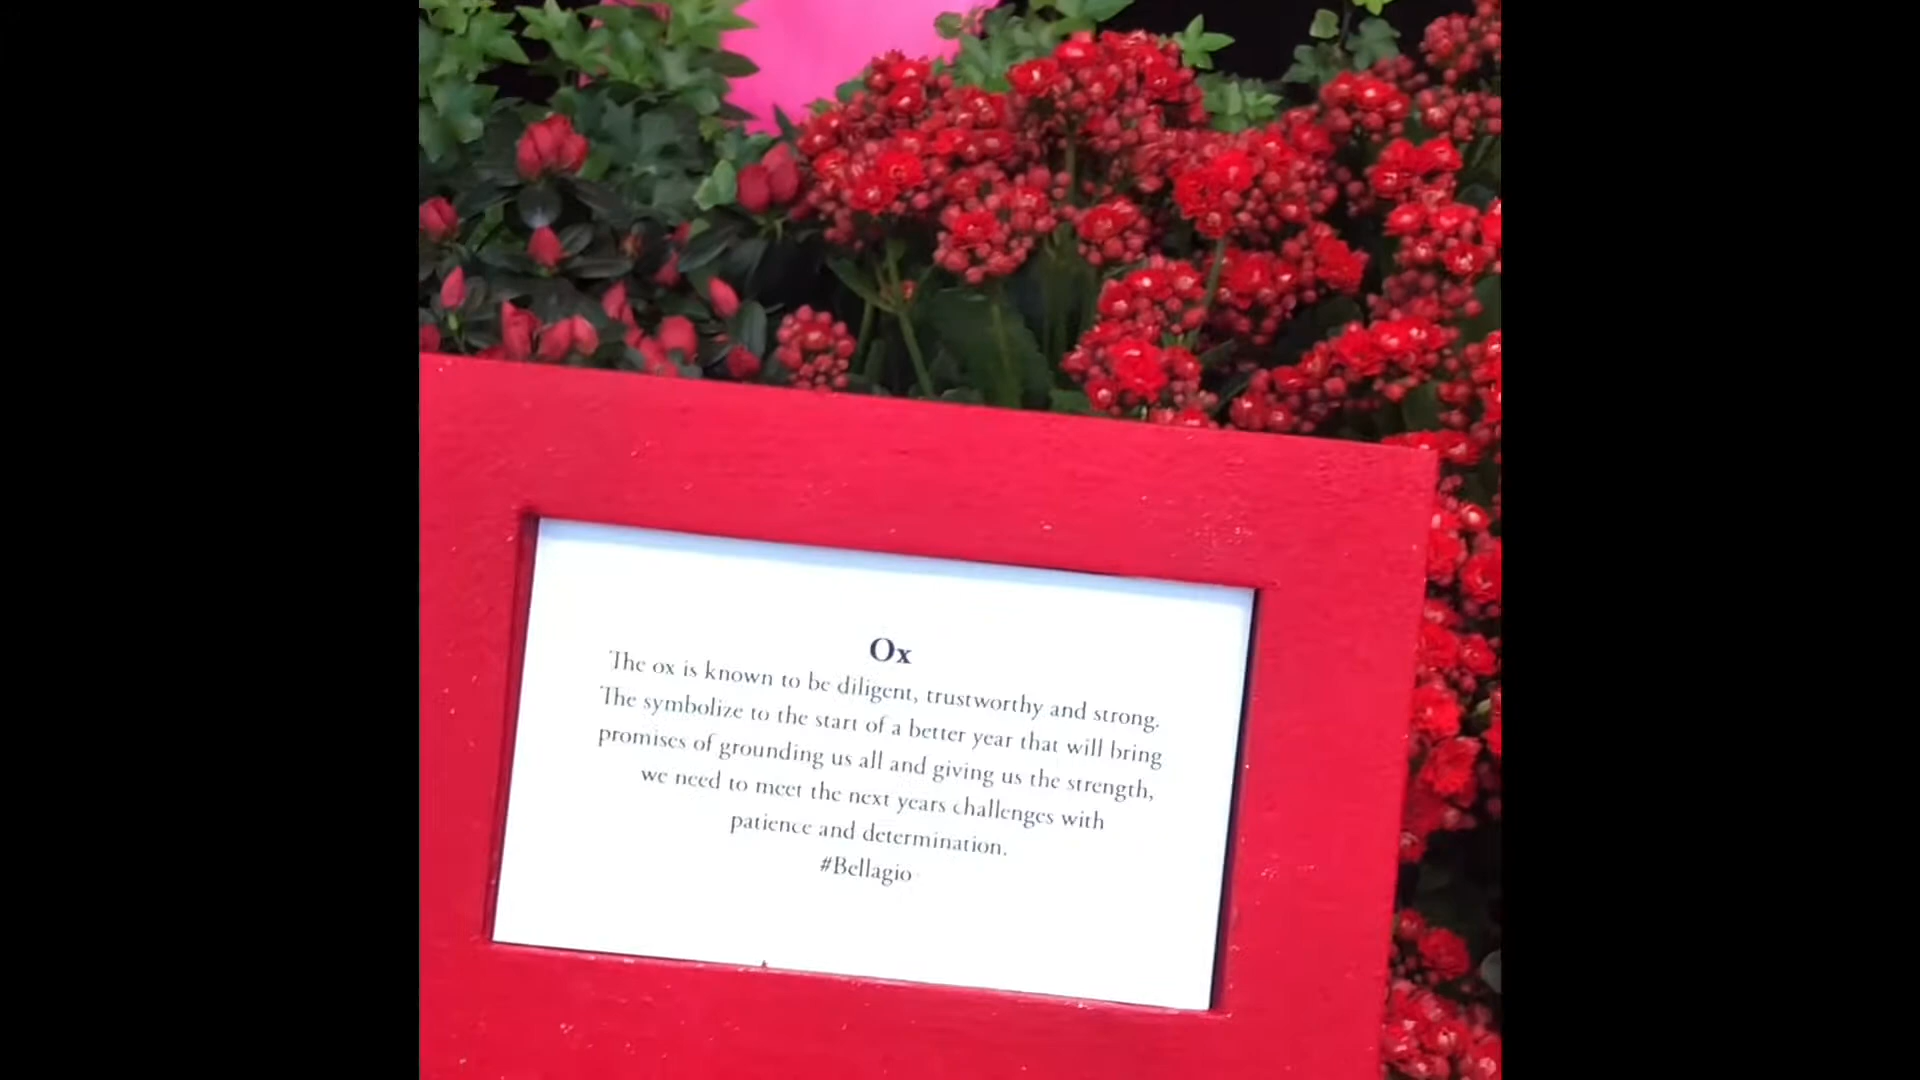 Ox
The ox is known to be diligent, trustworthy and strong.
The symbolize to the start of a better year that will bring
promises of grounding us all and giving us the strength,
we need to meet the next years challenges with
patience and determination.
#Bellagio